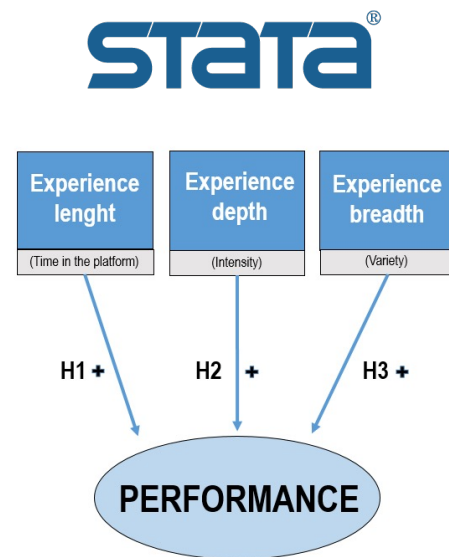 STATA®
Experience
lenght
(Time in the platform)
Experience
depth
(Intensity)
Experience
breadth
(Variety)
H1 +
H2 +
H3 +
PERFORMANCE